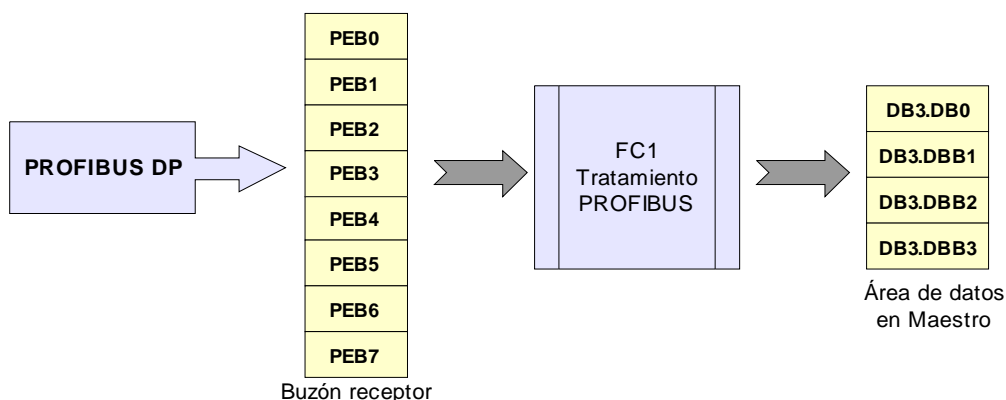 PROFIBUS DP
PEB0
PEB1
PEB2
PEB3
PEB4
PEB5
PEB6
PEB7
Buzón receptor
FC1
Tratamiento
PROFIBUS
DB3.DB0
DB3.DBB1
DB3.DBB2
DB3.DBB3
Área de datos
en Maestro